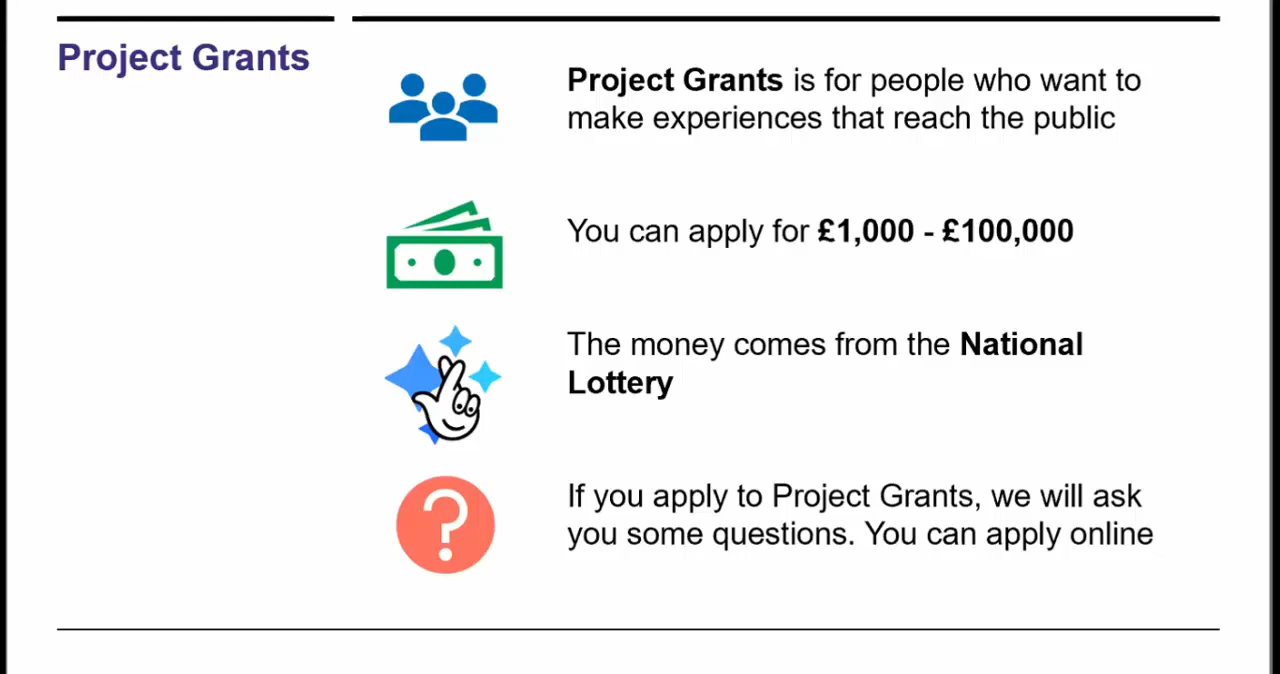 Project Grants
Project Grants is for people who want to
make experiences that reach the public
You can apply for £1,000 - £100,000
The money comes from the National
Lottery
If you apply to Project Grants, we will ask
you some questions. You can apply online